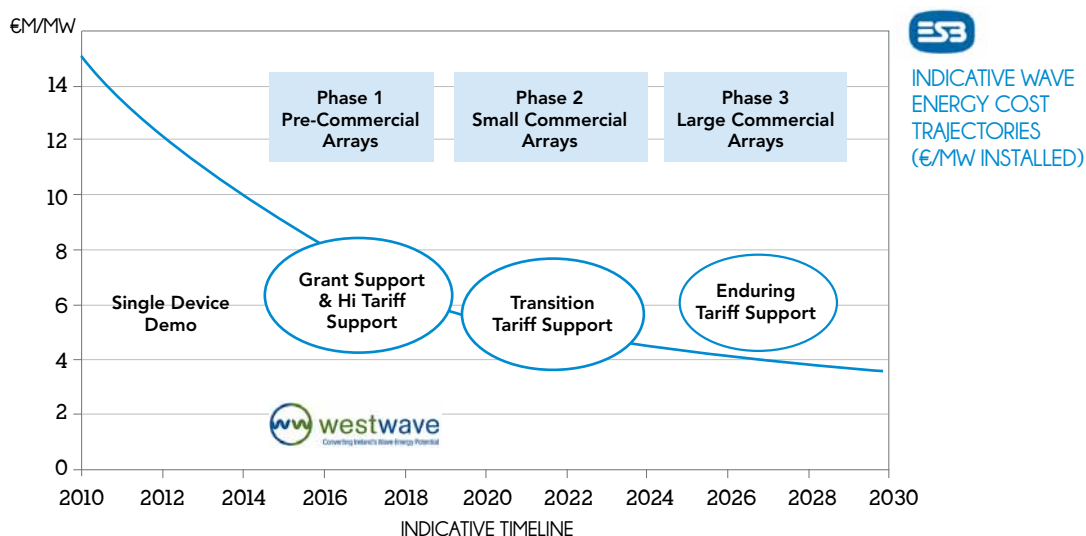 €M/MW
14
12
10
8
6
4
2
0
2010 2012 2014 2016 2018 2020 2022 2024 2026 2028 2030
INDICATIVE TIMELINE
Phase 1
Pre-Commercial
Arrays
Phase 2
Small Commercial
Arrays
Phase 3
Large Commercial
Arrays
Single Device
Demo
Grant Support
& Hi Tariff
Support
Transition
Tariff Support
Enduring
Tariff Support
westwave
Converting Ireland's Wave Energy Potential
ESB
INDICATIVE WAVE
ENERGY COST
TRAJECTORIES
(€/MW INSTALLED)